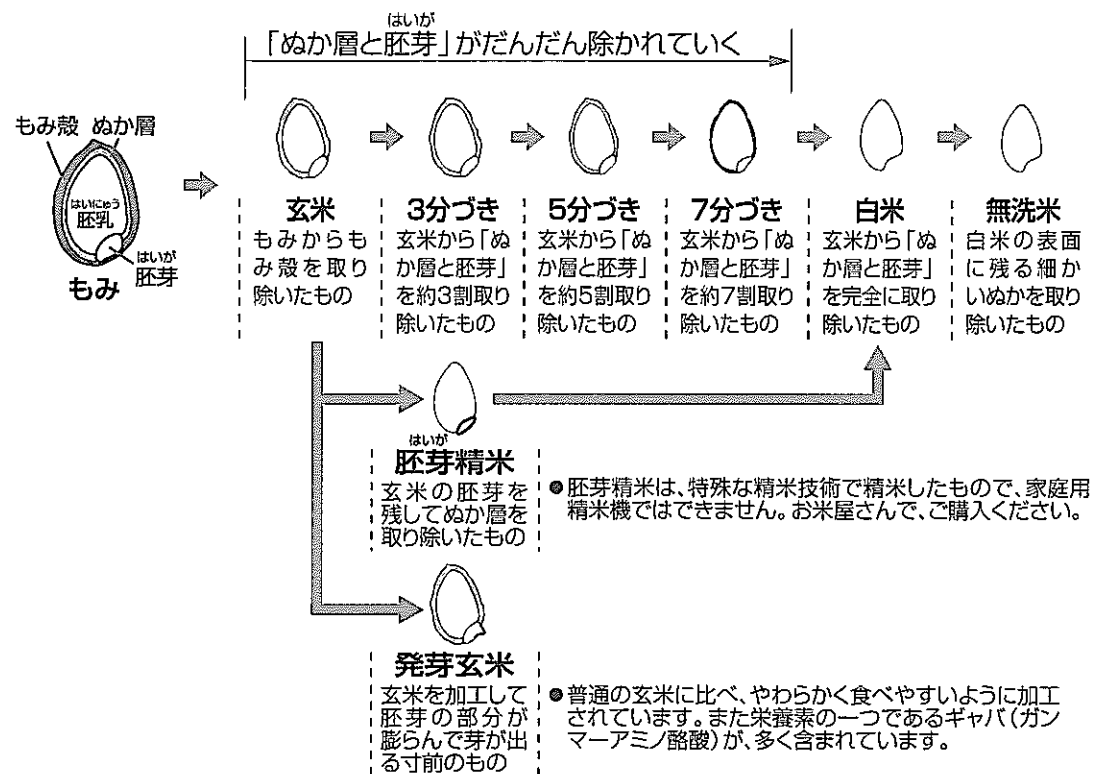 はいが
「ぬか層と胚芽」がだんだん除かれていく
もみ殻 ぬか層
はいにゅう
胚乳
はいが
胚芽
もみ
玄米
もみからも
み殻を取り
除いたもの
3分づき
玄米から「ぬ
か層と胚芽」
を約3割取り
除いたもの
5分づき
玄米から「ぬ
か層と胚芽」
を約5割取り
除いたもの
7分づき
玄米から「ぬ
か層と胚芽」
を約7割取り
除いたもの
白米
玄米から「ぬ
か層と胚芽」
を完全に取り
除いたもの
無洗米
白米の表面
に残る細か
いぬかを取り
除いたもの
はいが
胚芽精米
玄米の胚芽を
残してぬか層を
取り除いたもの
●胚芽精米は、特殊な精米技術で精米したもので、家庭用
精米機ではできません。お米屋さんで、ご購入ください。
発芽玄米
玄米を加工して
胚芽の部分が
膨らんで芽が出
る寸前のもの
●普通の玄米に比べ、やわらかく食べやすいように加工
されています。また栄養素の一つであるギャバ(ガン
マーアミノ酪酸)が、多く含まれています。